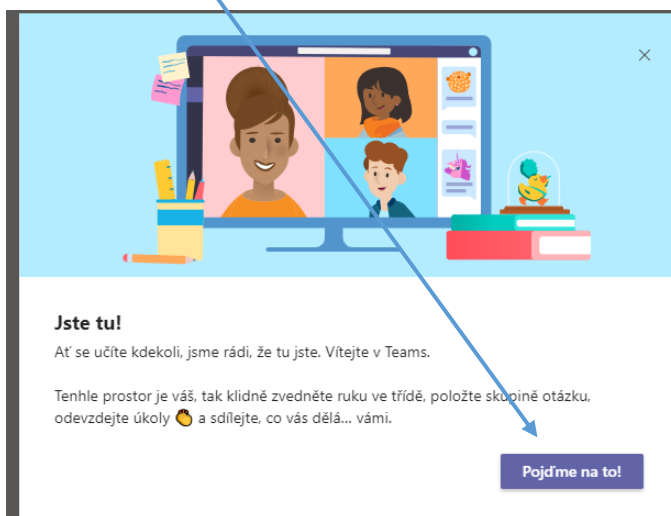 Jste tu!
Ať se učíte kdekoli, jsme rádi, že tu jste. Vítejte v Teams.
Tenhle prostor je váš, tak klidně zvedněte ruku ve třídě, položte skupině otázku,
odevzdejte úkoly 👏 a sdílejte, co vás dělá... vámi.
Pojďme na to!